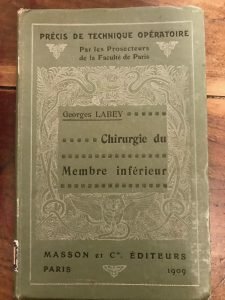 PRÉCIS DE TECHNIQUE OPÉRATOIRE
Par les Prosecteurs
de la Faculté de Paris
Georges LABEY
Chirurgie du
Membre inférieur
MASSON et Cie, ÉDITEURS
PARIS 1909